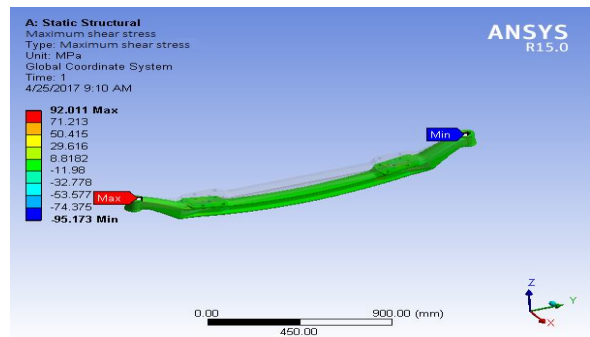 A: Static Structural
Maximum shear stress
Type: Maximum shear stress
Unit: MPa
Global Coordinate System
Time: 1
4/25/2017 9:10 AM
ANSYS
R15.0
92.011 Max
71.213
50.415
29.616
8.8182
-11.98
-32.778
-53.577
-74.375
-95.173 Min
Min
Max
0.00
900.00 (mm)
450.00
Z
Y
X